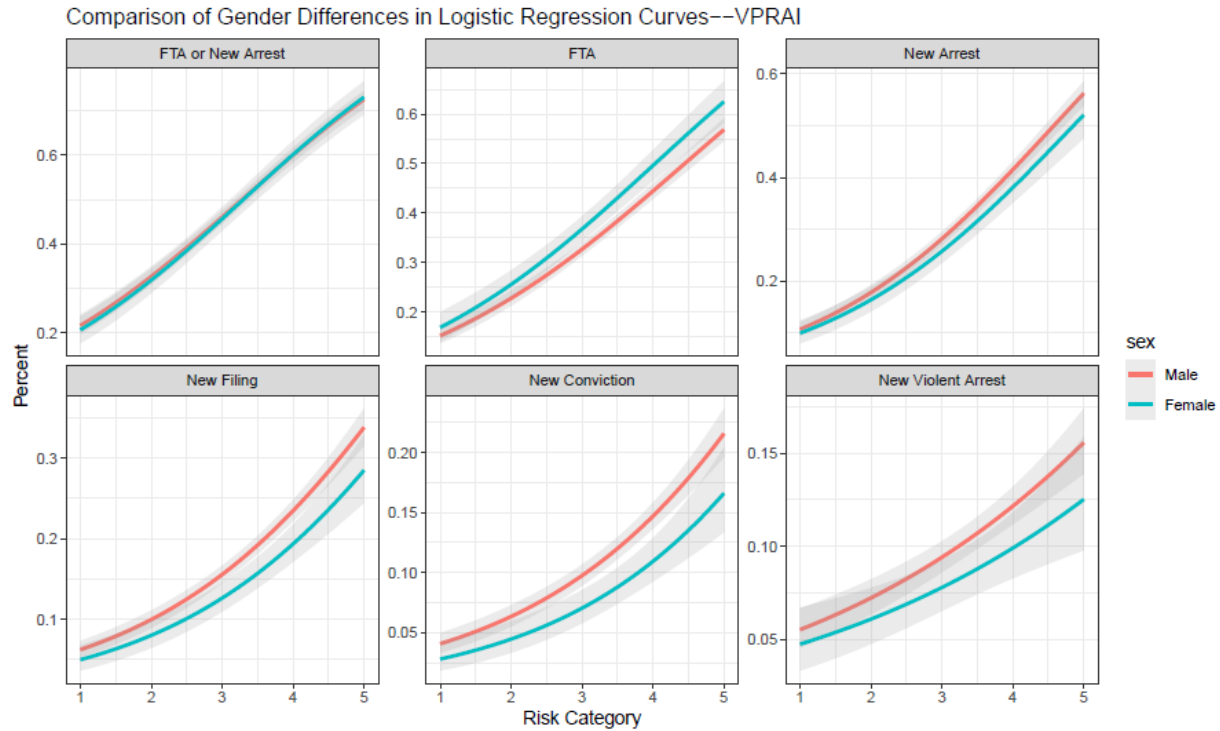 Comparison of Gender Differences in Logistic Regression Curves--VPRAI
FTA or New Arrest
FTA
New Arrest
0.6
0.4
0.2
0.6
0.5
0.4
0.3
0.2
0.6
0.4
0.2
Percent
New Filing
New Conviction
New Violent Arrest
0.3
0.2
0.1
0.20
0.15
0.10
0.05
0.15
0.10
0.05
1 2 3 4 5
1 2 3 4 5
1 2 3 4 5
Risk Category
sex
Male
Female